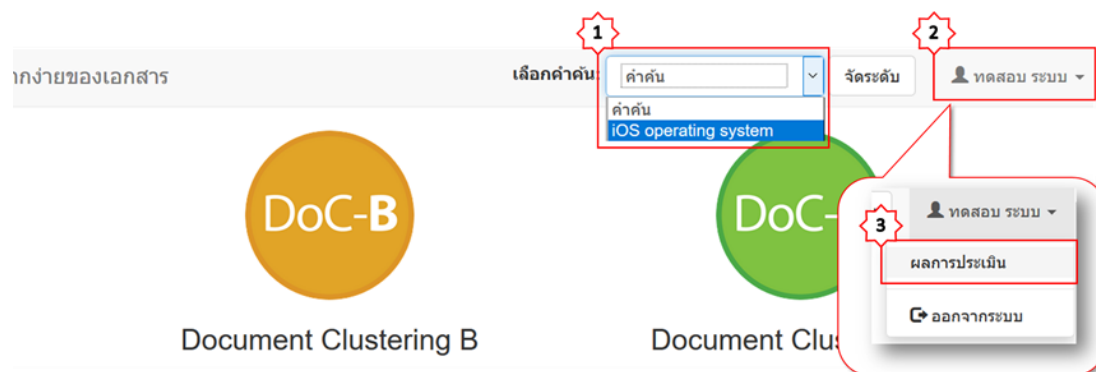 1
2
ากง่ายของเอกสาร
เลือกคำค้น:
คำค้น
จัดระดับ
ทดสอบ ระบบ
คำค้น
iOS operating system
DoC-B
DoC-
3
ทดสอบ ระบบ
ผลการประเมิน
ออกจากระบบ
Document Clustering B
Document Clus